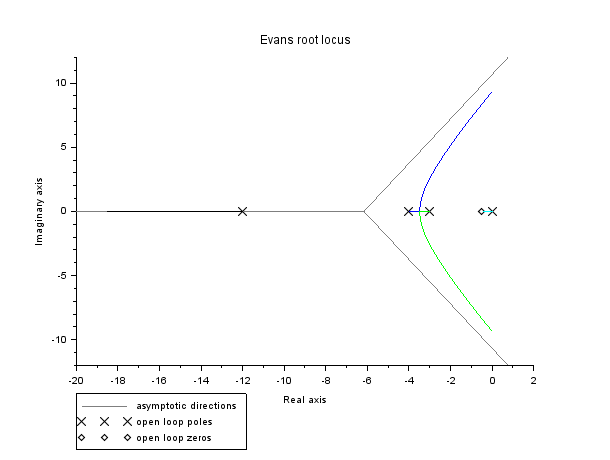 Evans root locus
Imaginary axis
10
5
0
-5
-10
-20 -18 -16 -14 -12 -10 -8 -6 -4 -2 0 2
Real axis
asymptotic directions
open loop poles
open loop zeros